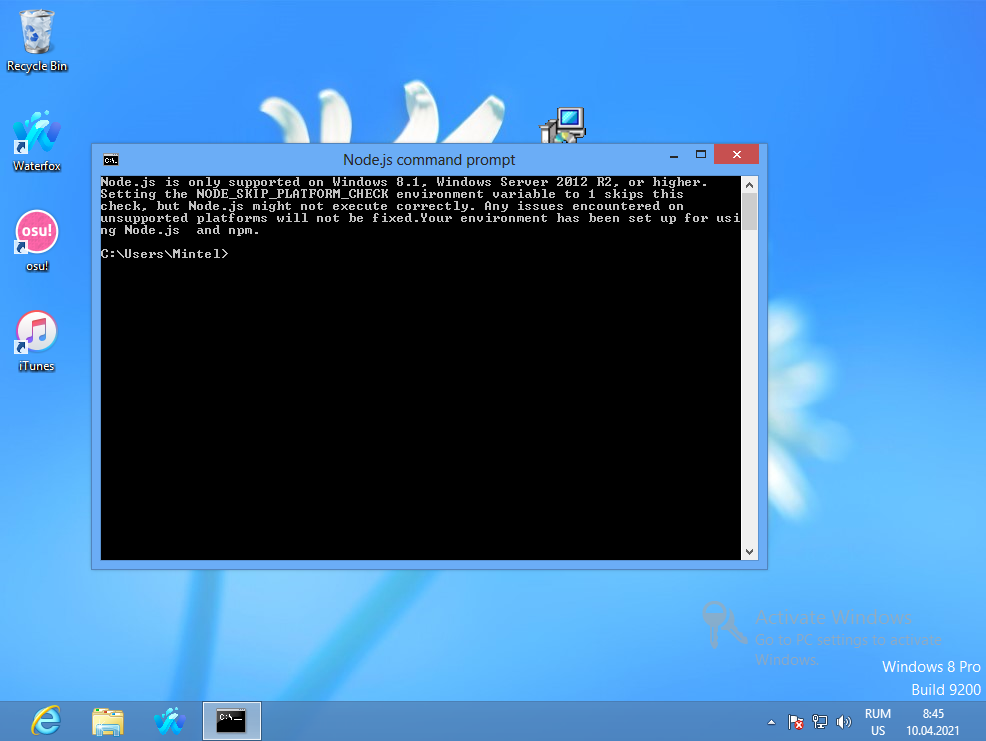 Recycle Bin
Waterfox
osu!
osu!
iTunes
C:\.
Node.js command prompt
Node.js is only supported on Windows 8.1, Windows Server 2012 R2, or higher.
Setting the NODE_SKIP_PLATFORM_CHECK environment variable to 1 skips this
check, but Node.js might not execute correctly. Any issues encountered on
unsupported platforms will not be fixed.Your environment has been set up for usi
ng Node.js  and npm.
C:\Users\Mintel>
Activate Windows
Go to PC settings to activate
Windows.
Windows 8 Pro
Build 9200
C:\_
RUM
US
8:45
10.04.2021